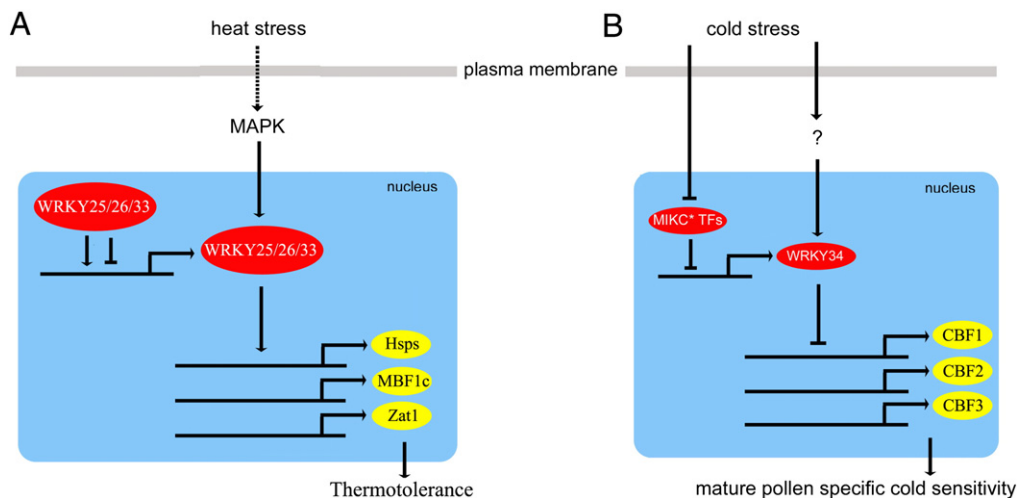 A
heat stress
plasma membrane
MAPK
nucleus
WRKY25/26/33
WRKY25/26/33
Hsps
MBF1c
Zat1
Thermotolerance
B
cold stress
?
nucleus
MIKC* TFs
WRKY34
CBF1
CBF2
CBF3
mature pollen specific cold sensitivity